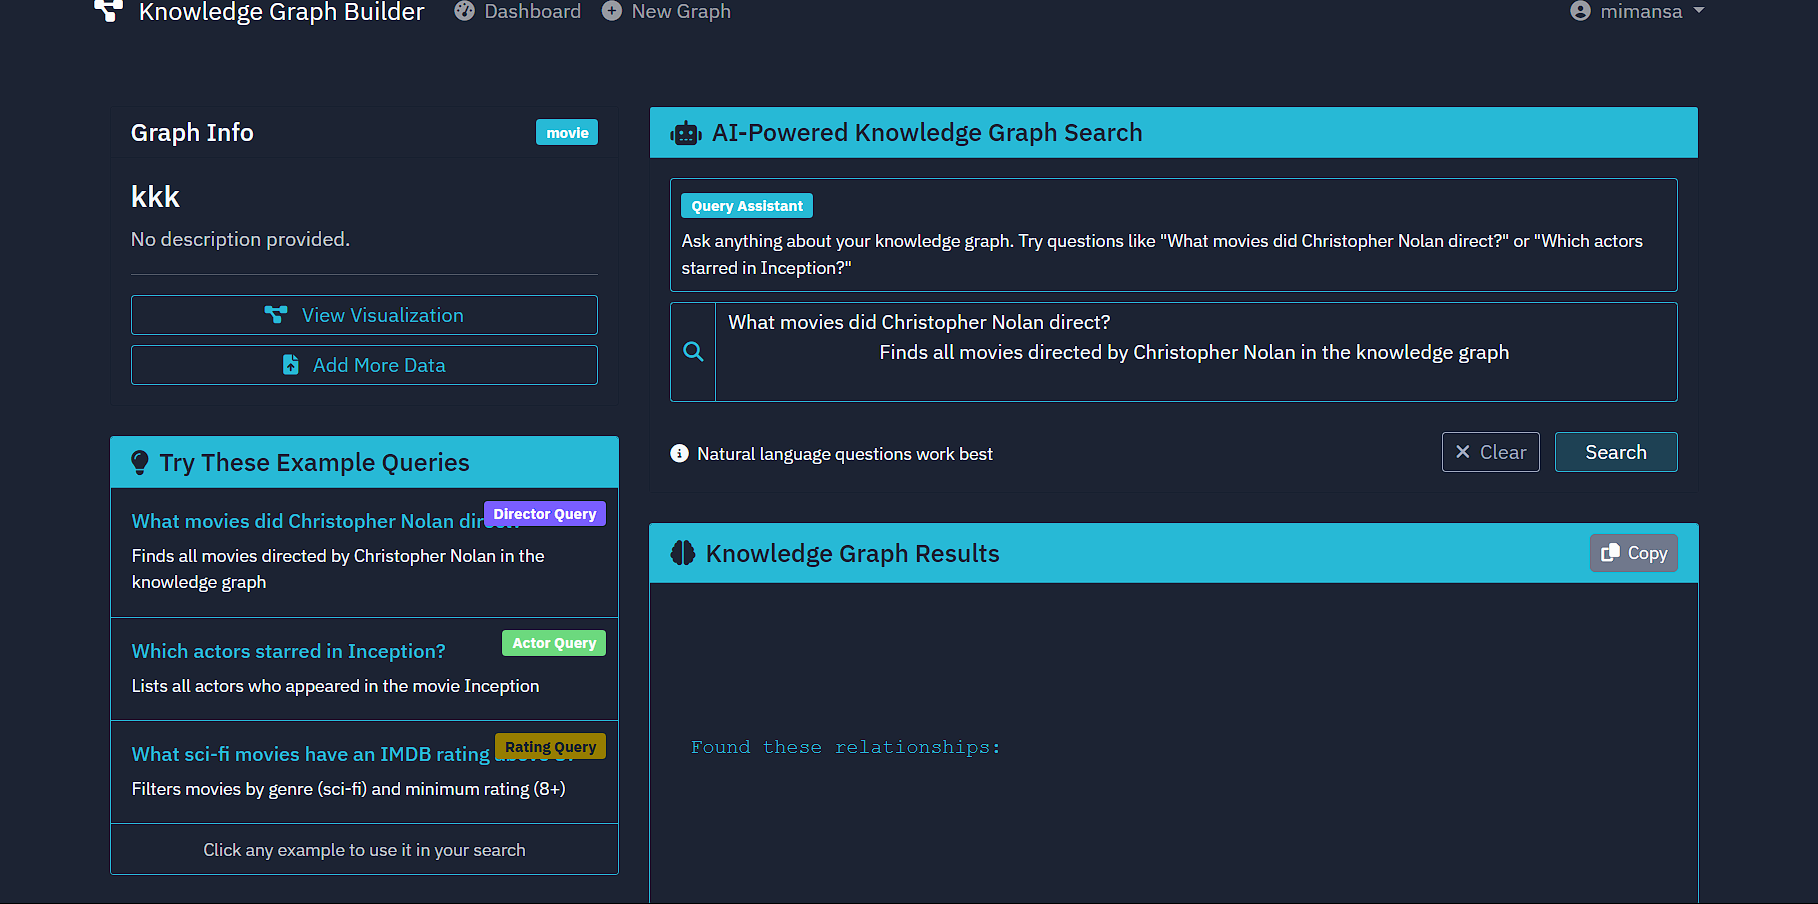 Knowledge Graph Builder
Dashboard
New Graph
mimansa
Graph Info
movie
kkk
No description provided.
View Visualization
Add More Data
Try These Example Queries
What movies did Christopher Nolan
Director Query
Finds all movies directed by Christopher Nolan in the
knowledge graph
Which actors starred in Inception?
Actor Query
Lists all actors who appeared in the movie Inception
What sci-fi movies have an IMDB rating
Rating Query
Filters movies by genre (sci-fi) and minimum rating (8+)
Click any example to use it in your search
AI-Powered Knowledge Graph Search
Query Assistant
Ask anything about your knowledge graph. Try questions like "What movies did Christopher Nolan direct?" or "Which actors
starred in Inception?"
What movies did Christopher Nolan direct?
Finds all movies directed by Christopher Nolan in the knowledge graph
Natural language questions work best
Clear
Search
Knowledge Graph Results
Copy
Found these relationships: